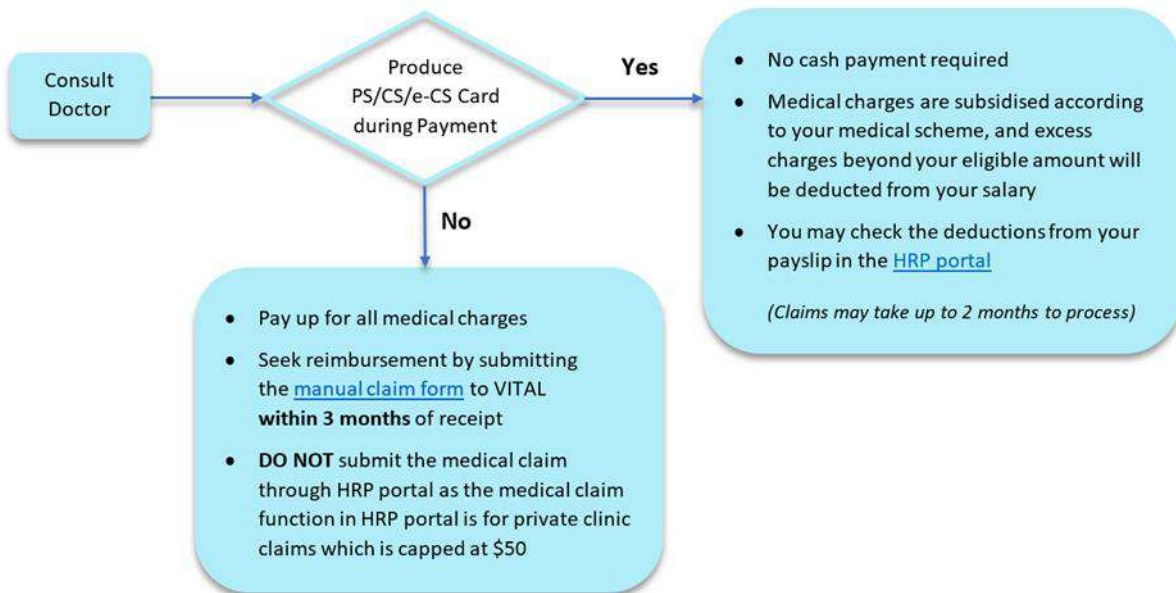 Consult
Doctor
Produce
PS/CS/e-CS Card
during Payment
Yes
• No cash payment required
• Medical charges are subsidised according
to your medical scheme, and excess
charges beyond your eligible amount will
be deducted from your salary
• You may check the deductions from your
payslip in the HRP portal
(Claims may take up to 2 months to process)
No
• Pay up for all medical charges
• Seek reimbursement by submitting
the manual claim form to VITAL
within 3 months of receipt
• DO NOT submit the medical claim
through HRP portal as the medical claim
function in HRP portal is for private clinic
claims which is capped at $50